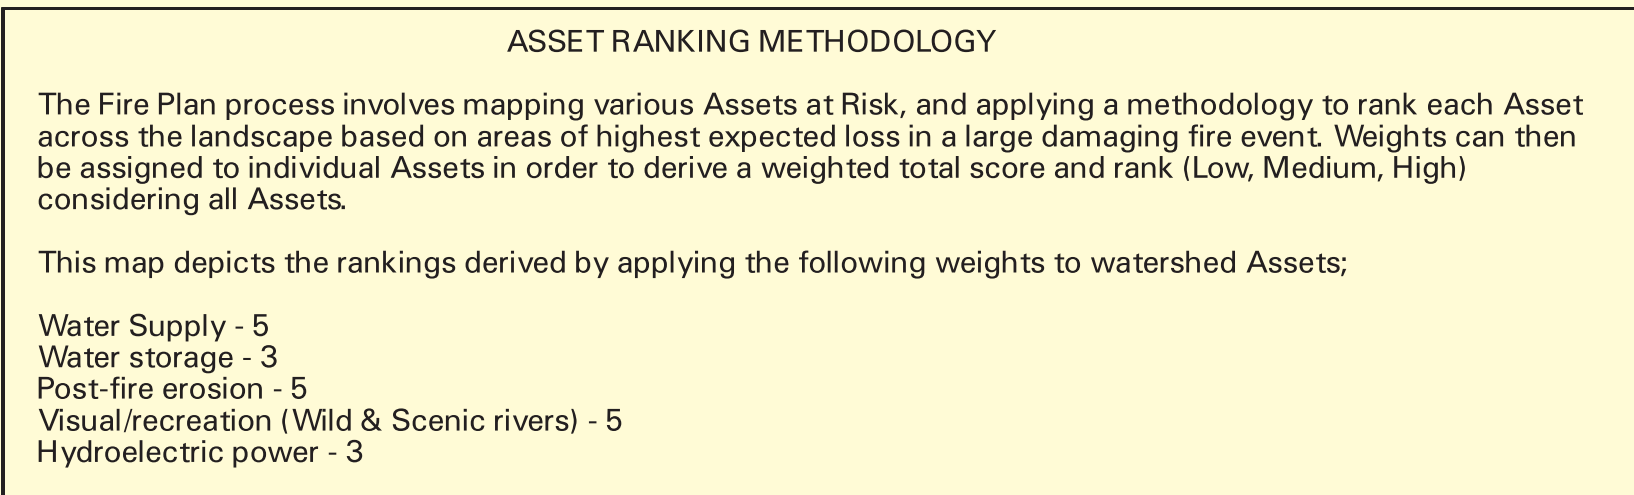 ASSET RANKING METHODOLOGY
The Fire Plan process involves mapping various Assets at Risk, and applying a methodology to rank each Asset
across the landscape based on areas of highest expected loss in a large damaging fire event. Weights can then
be assigned to individual Assets in order to derive a weighted total score and rank (Low, Medium, High)
considering all Assets.
This map depicts the rankings derived by applying the following weights to watershed Assets;
Water Supply - 5
Water storage - 3
Post-fire erosion - 5
Visual/recreation (Wild & Scenic rivers) - 5
Hydroelectric power - 3